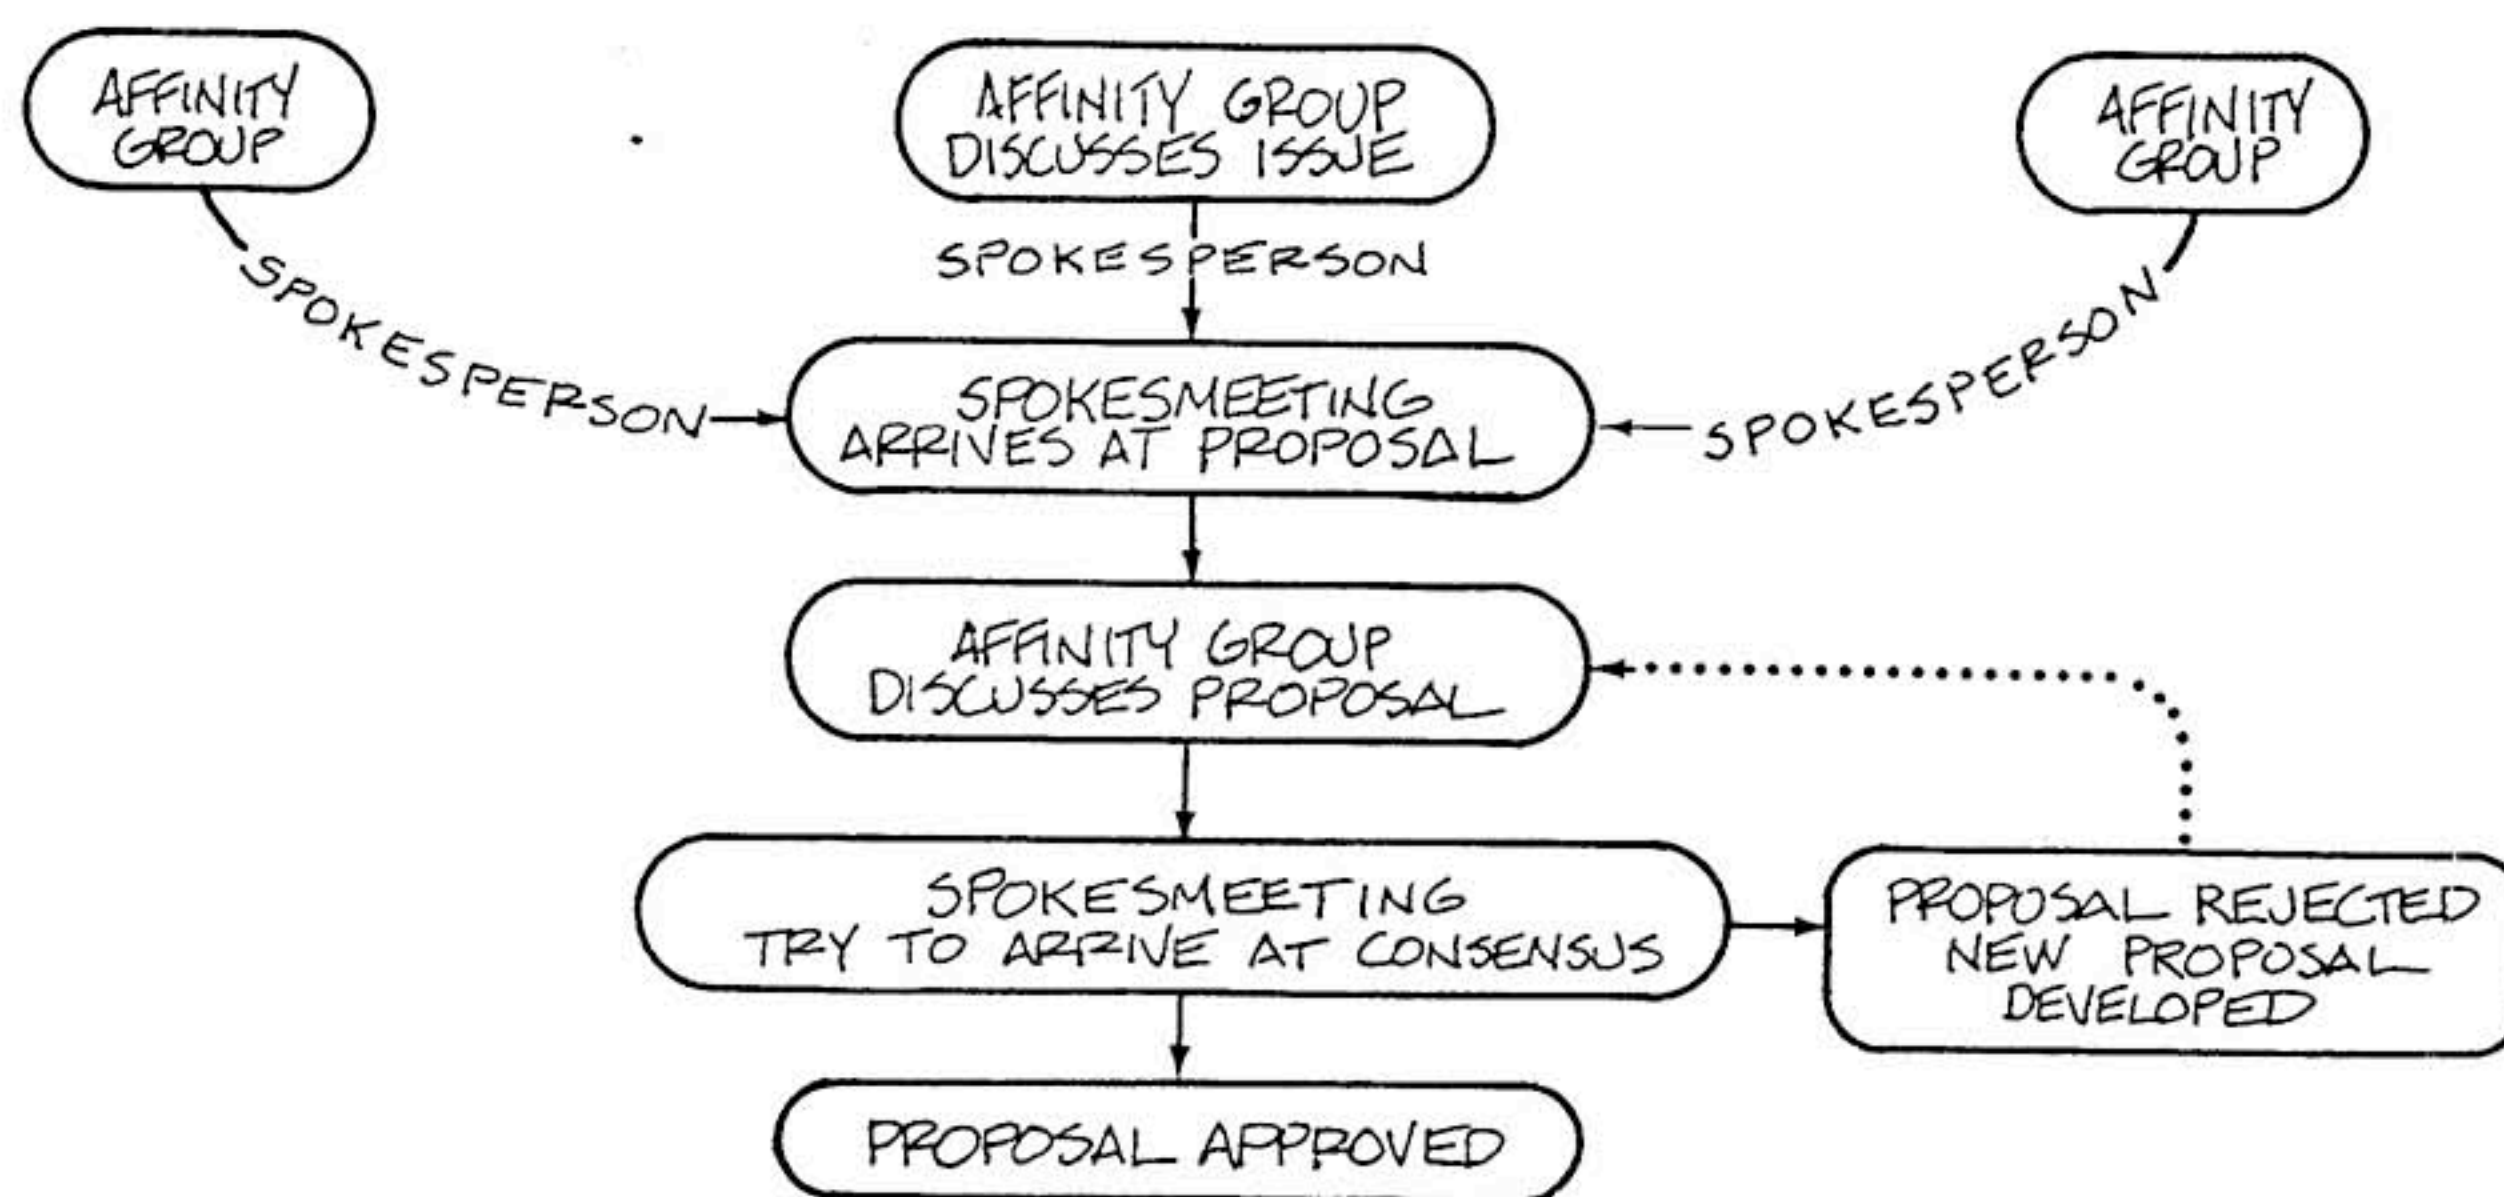 AFFINITY
GROUP
AFFINITY GROUP
DISCUSSES ISSUE
AFFINITY
GROUP
SPOKESPERSON
SPOKESPERSON
SPOKESPERSON
SPOKESMEETING
ARRIVES AT PROPOSAL
AFFINITY GROUP
DISCUSSES PROPOSAL
SPOKESMEETING
TRY TO ARRIVE AT CONSENSUS
PROPOSAL REJECTED
NEW PROPOSAL
DEVELOPED
PROPOSAL APPROVED